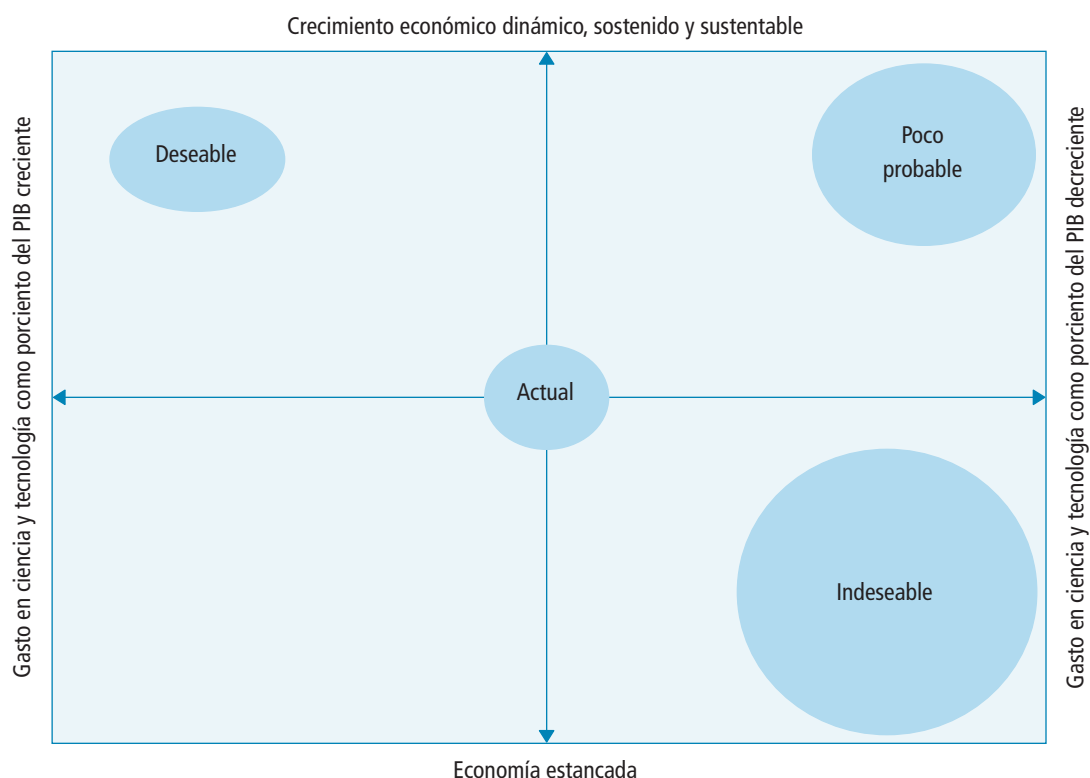 Crecimiento económico dinámico, sostenido y sustentable
Gasto en ciencia y tecnología como porciento del PIB creciente
Deseable
Poco
probable
Actual
Indeseable
Gasto en ciencia y tecnología como porciento del PIB decreciente
Economía estancada